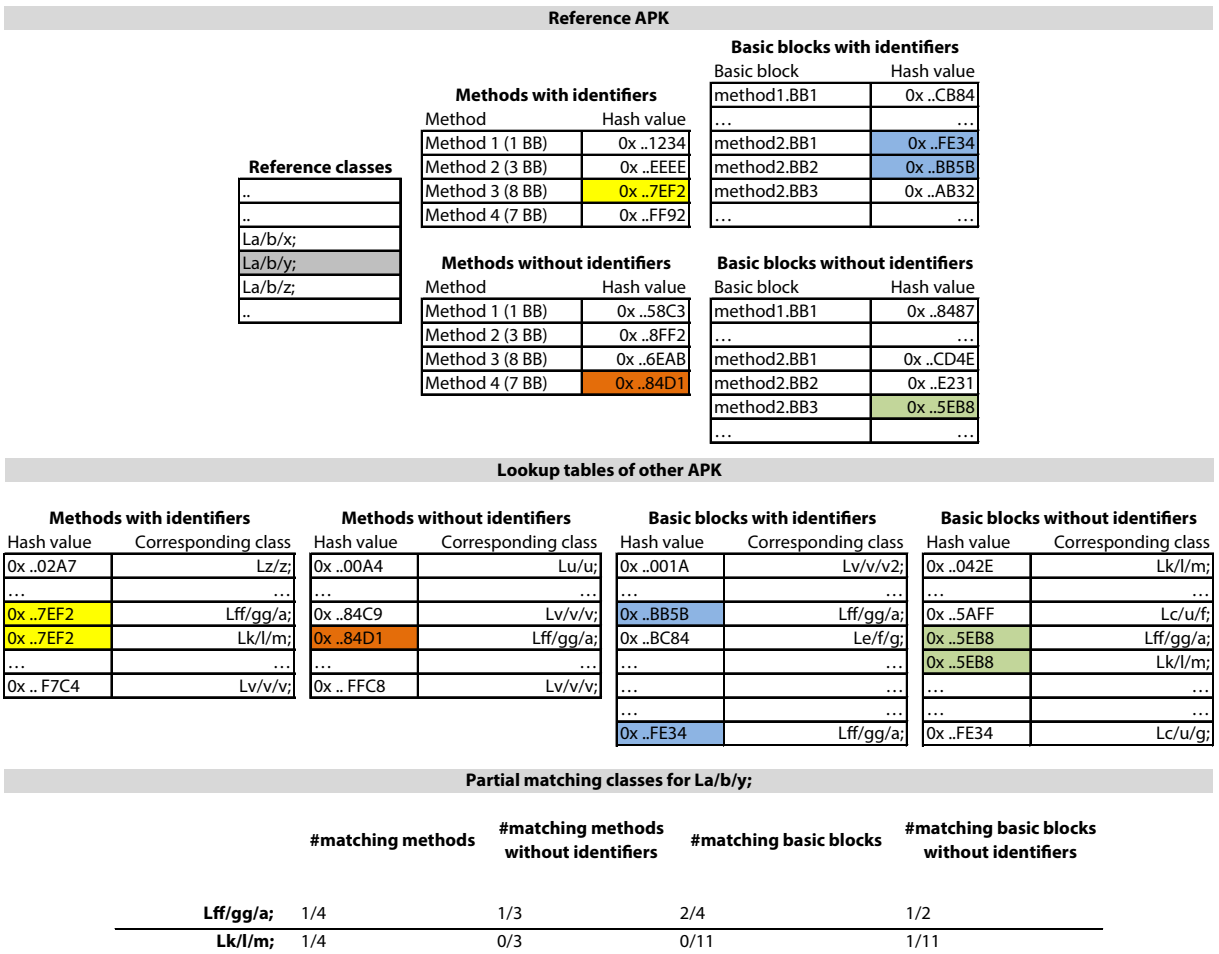 Reference APK
Basic blocks with identifiers
Basic block Hash value
method1.BB1 0x ..CB84
… …
method2.BB1 0x ..FE34
method2.BB2 0x ..BB5B
method2.BB3 0x ..AB32
… …
Methods with identifiers
Method Hash value
Method 1 (1 BB) 0x ..1234
Method 2 (3 BB) 0x ..EEEE
Method 3 (8 BB) 0x ..7EF2
Method 4 (7 BB) 0x ..FF92
Reference classes
..
..
La/b/x;
La/b/y;
La/b/z;
..
Methods without identifiers
Method Hash value
Method 1 (1 BB) 0x ..58C3
Method 2 (3 BB) 0x ..8FF2
Method 3 (8 BB) 0x ..6EAB
Method 4 (7 BB) 0x ..84D1
Basic blocks without identifiers
Basic block Hash value
method1.BB1 0x ..8487
… …
method2.BB1 0x ..CD4E
method2.BB2 0x ..E231
method2.BB3 0x ..5EB8
… …
Lookup tables of other APK
Methods with identifiers
Hash value Corresponding class
0x ..02A7 Lz/z;
… …
0x ..7EF2 Lff/gg/a;
0x ..7EF2 Lk/l/m;
… …
0x .. F7C4 Lv/v/v;
Methods without identifiers
Hash value Corresponding class
0x ..00A4 Lu/u;
… …
0x ..84C9 Lv/v/v;
0x ..84D1 Lff/gg/a;
… …
0x .. FFC8 Lv/v/v;
Basic blocks with identifiers
Hash value Corresponding class
0x ..001A Lv/v/v2;
… …
0x ..BB5B Lff/gg/a;
0x ..BC84 Le/f/g;
… …
… …
… …
0x ..FE34 Lff/gg/a;
Basic blocks without identifiers
Hash value Corresponding class
0x ..042E Lk/l/m;
… …
0x ..5AFF Lc/u/f;
0x ..5EB8 Lff/gg/a;
0x ..5EB8 Lk/l/m;
… …
… …
0x ..FE34 Lc/u/g;
Partial matching classes for La/b/y;
#matching methods
#matching methods
without identifiers
#matching basic blocks
#matching basic blocks
without identifiers
Lff/gg/a; 1/4 1/3 2/4 1/2
Lk/l/m; 1/4 0/3 0/11 1/11